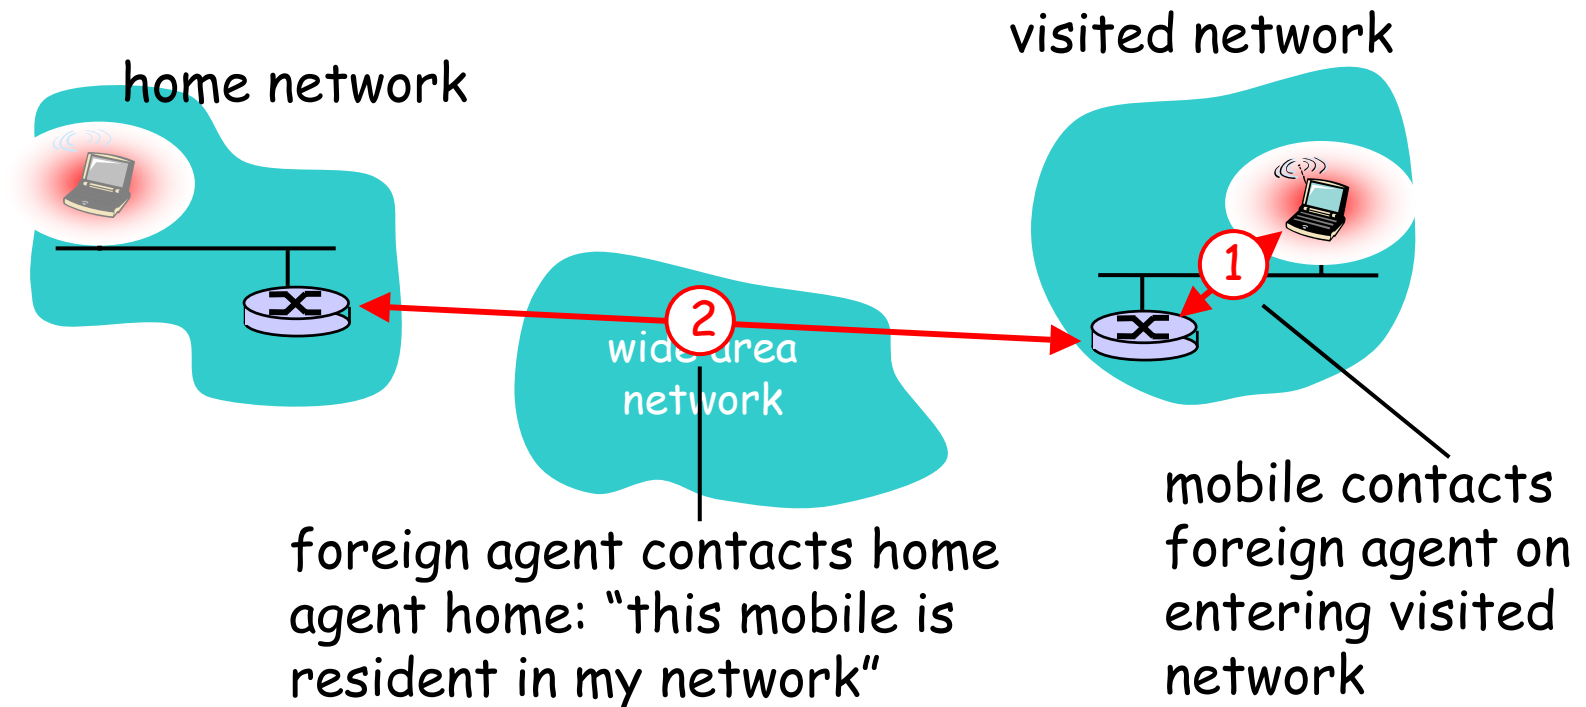 visited network
home network
1
2
wide area
network
mobile contacts
foreign agent on
entering visited
network
foreign agent contacts home
agent home: “this mobile is
resident in my network”